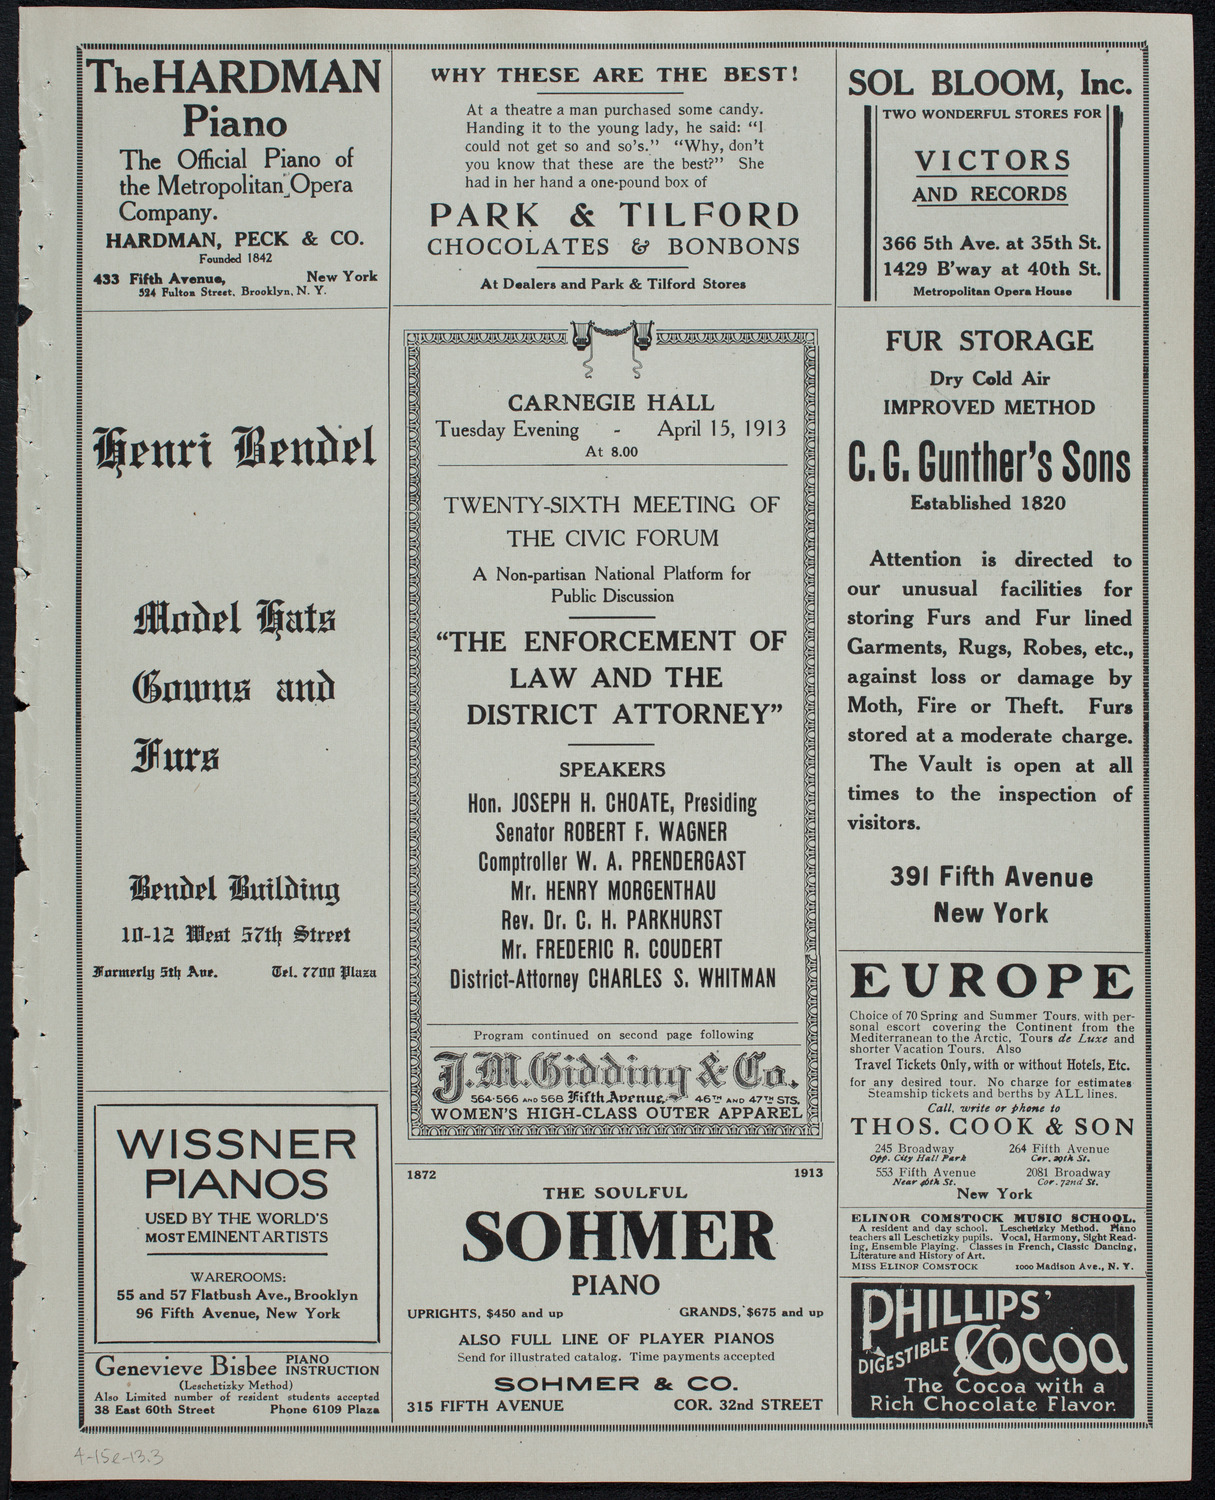 The HARDMAN
Piano
The Official Piano of
the Metropolitan Opera
Company.
HARDMAN, PECK & CO.
Founded 1842
433 Fifth Avenue, New York
524 Fulton Street, Brooklyn, N. Y.
Henri Bendel
Model Hats
Gowns and
Furs
Bendel Building
10-12 West 57th Street
Formerly 5th Ave. Tel. 7700 Plaza
WISSNER
PIANOS
USED BY THE WORLD'S
MOST EMINENT ARTISTS
WAREROOMS:
55 and 57 Flatbush Ave., Brooklyn
96 Fifth Avenue, New York
Genevieve Bisbee PIANO INSTRUCTION
(Leschetizky Method)
Also Limited number of resident students accepted
38 East 60th Street Phone 6109 Plaza
WHY THESE ARE THE BEST!
At a theatre a man purchased some candy.
Handing it to the young lady, he said: "I
could not get so and so's." "Why, don't
you know that these are the best?" She
had in her hand a one-pound box of
PARK & TILFORD
CHOCOLATES & BONBONS
At Dealers and Park & Tilford Stores
CARNEGIE HALL
Tuesday Evening - April 15, 1913
At 8.00
TWENTY-SIXTH MEETING OF
THE CIVIC FORUM
A Non-partisan National Platform for
Public Discussion
"THE ENFORCEMENT OF
LAW AND THE
DISTRICT ATTORNEY"
SPEAKERS
Hon. JOSEPH H. CHOATE, Presiding
Senator ROBERT F. WAGNER
Comptroller W. A. PRENDERGAST
Mr. HENRY MORGENTHAU
Rev. Dr. C. H. PARKHURST
Mr. FREDERIC R. COUDERT
District-Attorney CHARLES S. WHITMAN
Program continued on second page following
J. M. Gidding & Co.
564-566 AND 568 Fifth Avenue, 46TH AND 47TH STS.
WOMEN'S HIGH-CLASS OUTER APPAREL
1872 1913
THE SOULFUL
SOHMER
PIANO
UPRIGHTS, $450 and up GRANDS, $675 and up
ALSO FULL LINE OF PLAYER PIANOS
Send for illustrated catalog. Time payments accepted
SOHMER & CO.
315 FIFTH AVENUE COR. 32nd STREET
SOL BLOOM, Inc.
TWO WONDERFUL STORES FOR
VICTORS
AND RECORDS
366 5th Ave. at 35th St.
1429 B'way at 40th St.
Metropolitan Opera House
FUR STORAGE
Dry Cold Air
IMPROVED METHOD
C. G. Gunther's Sons
Established 1820
Attention is directed to
our unusual facilities for
storing Furs and Fur lined
Garments, Rugs, Robes, etc.,
against loss or damage by
Moth, Fire or Theft. Furs
stored at a moderate charge.
The Vault is open at all
times to the inspection of
visitors.
391 Fifth Avenue
New York
EUROPE
Choice of 70 Spring and Summer Tours, with per-
sonal escort covering the Continent from the
Mediterranean to the Arctic, Tours de Luxe and
shorter Vacation Tours. Also
Travel Tickets Only, with or without Hotels, Etc.
for any desired tour. No charge for estimates
Steamship tickets and berths by ALL lines.
Call, write or phone to
THOS. COOK & SON
245 Broadway 264 Fifth Avenue
Opp. City Hall Park Cor. 29th St.
553 Fifth Avenue 2081 Broadway
Near 46th St. Cor. 72nd St.
New York
ELINOR COMSTOCK MUSIC SCHOOL.
A resident and day school. Leschetizky Method. Piano
teachers all Leschetizky pupils. Vocal, Harmony, Sight Read-
ing, Ensemble Playing. Classes in French, Classic Dancing,
Literature and History of Art.
MISS ELINOR COMSTOCK 1000 Madison Ave., N. Y.
PHILLIPS'
DIGESTIBLE COCOA
The Cocoa with a
Rich Chocolate Flavor.
4-15e-13.3